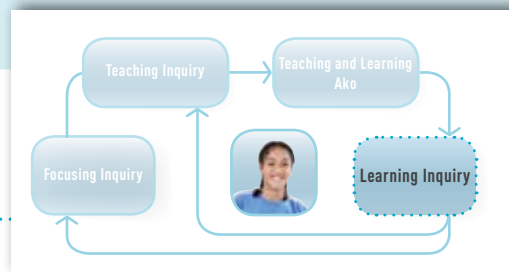 Teaching Inquiry
Teaching and Learning
Ako
Focusing Inquiry
Learning Inquiry